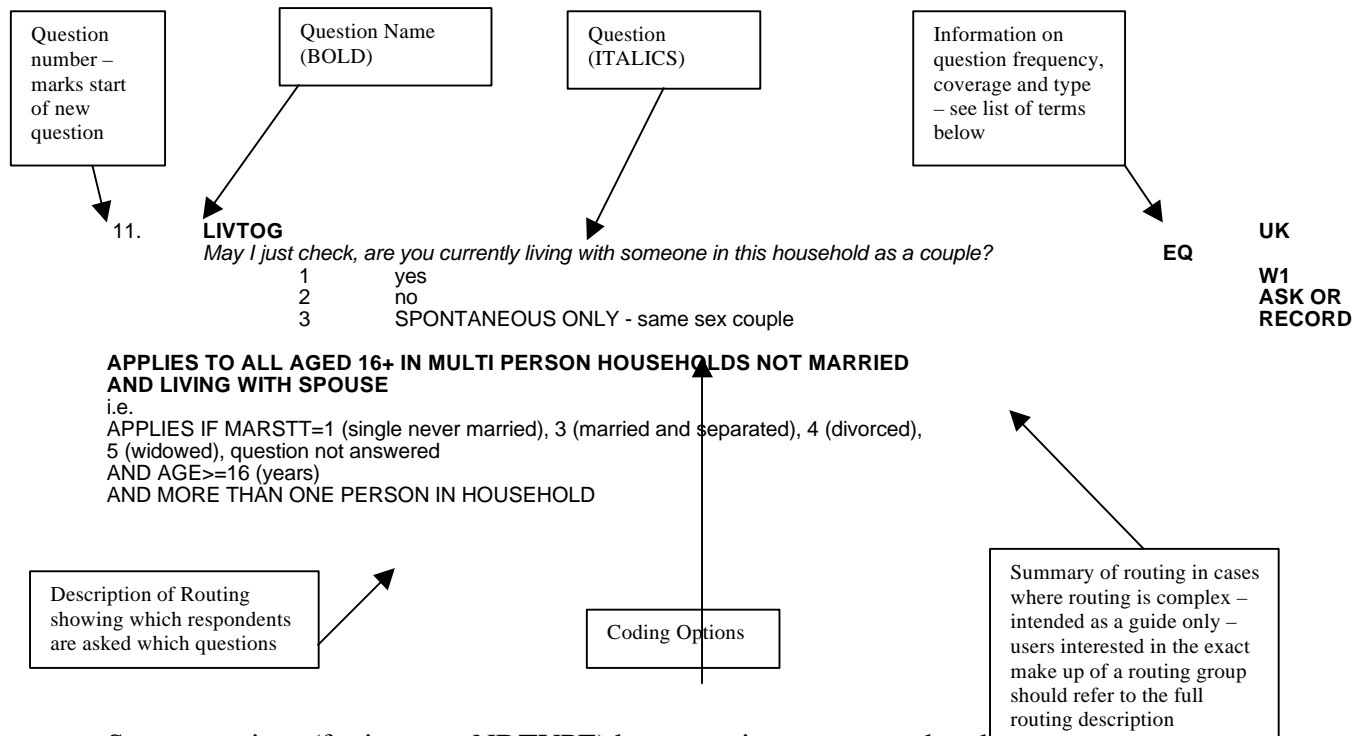 Question
number –
marks start
of new
question
Question Name
(BOLD)
Question
(ITALICS)
Information on
question frequency,
coverage and type
– see list of terms
below
11. LIVTOG UK
May I just check, are you currently living with someone in this household as a couple? EQ
1 yes W1
2 no ASK OR
3 SPONTANEOUS ONLY - same sex couple RECORD
APPLIES TO ALL AGED 16+ IN MULTI PERSON HOUSEHOLDS NOT MARRIED
AND LIVING WITH SPOUSE
i.e.
APPLIES IF MARSTT=1 (single never married), 3 (married and separated), 4 (divorced),
5 (widowed), question not answered
AND AGE>=16 (years)
AND MORE THAN ONE PERSON IN HOUSEHOLD
Description of Routing
showing which respondents
are asked which questions
Coding Options
Summary of routing in cases
where routing is complex –
intended as a guide only –
users interested in the exact
make up of a routing group
should refer to the full
routing description